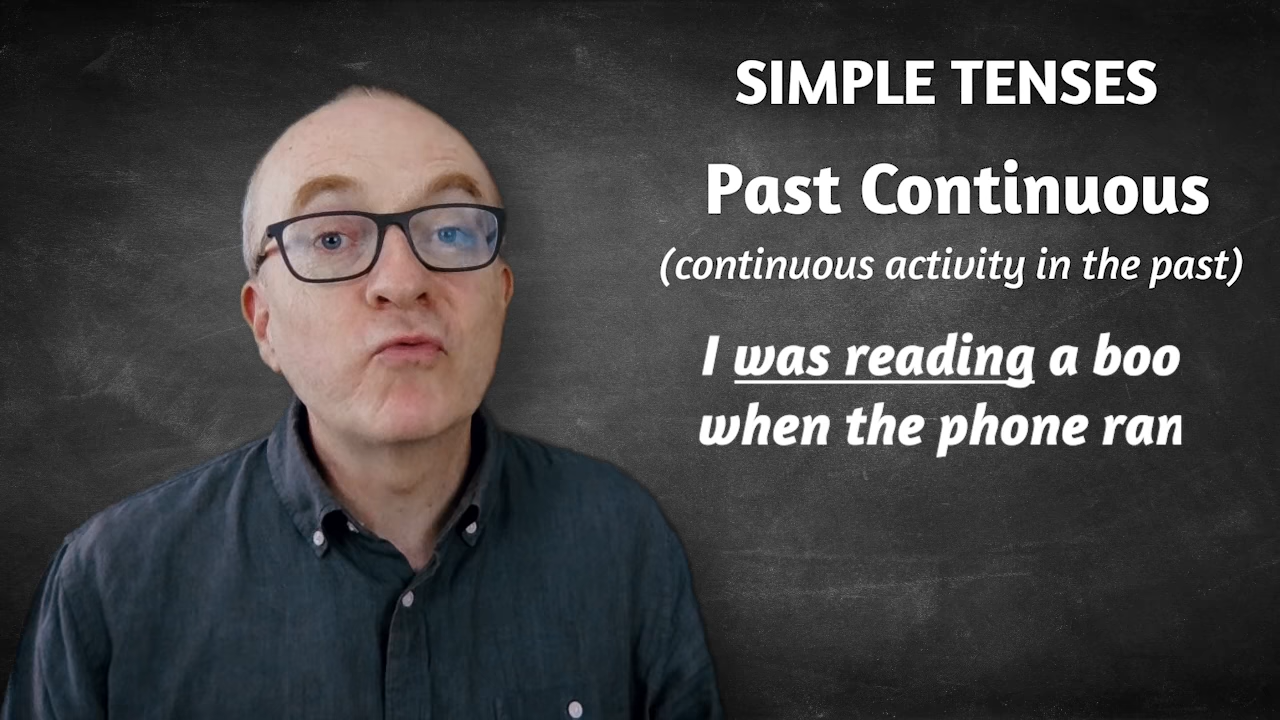 SIMPLE TENSES
Past Continuous
(continuous activity in the past)
I was reading a boo
when the phone ran